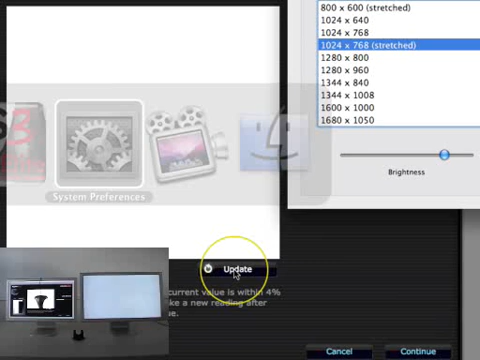 800 x 600 (stretched)
1024 x 640
1024 x 768
1024 x 768 (stretched)
1280 x 800
1280 x 960
1344 x 840
1344 x 1008
1600 x 1000
1680 x 1050
Brightness
System Preferences
Update
current value is within 4%
ke a new reading after
ue.
Cancel
Continue